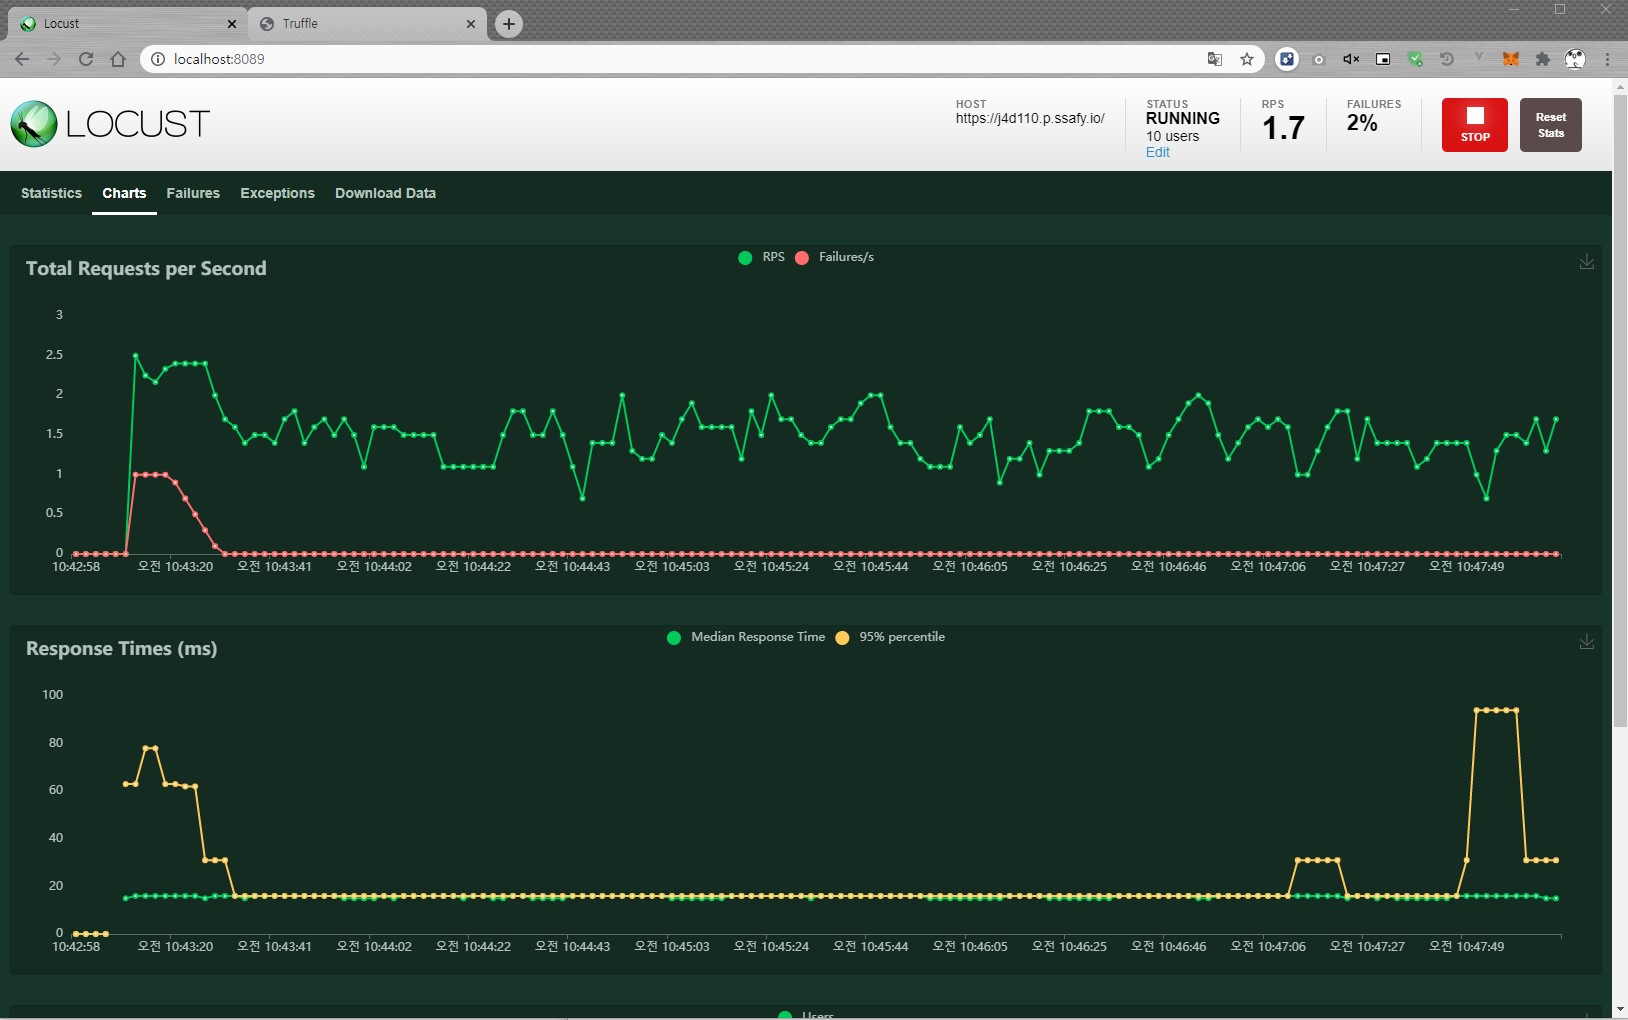 Locust
Truffle
localhost:8089
LOCUST
HOST
https://j4d110.p.ssafy.io/
STATUS
RUNNING
10 users
Edit
RPS
1.7
FAILURES
2%
STOP
Reset
Stats
Statistics Charts Failures Exceptions Download Data
Total Requests per Second
RPS Failures/s
3
2.5
2
1.5
1
0.5
0
10:42:58 오전 10:43:20 오전 10:43:41 오전 10:44:02 오전 10:44:22 오전 10:44:43 오전 10:45:03 오전 10:45:24 오전 10:45:44 오전 10:46:05 오전 10:46:25 오전 10:46:46 오전 10:47:06 오전 10:47:27 오전 10:47:49
Response Times (ms)
Median Response Time 95% percentile
100
80
60
40
20
0
10:42:58 오전 10:43:20 오전 10:43:41 오전 10:44:02 오전 10:44:22 오전 10:44:43 오전 10:45:03 오전 10:45:24 오전 10:45:44 오전 10:46:05 오전 10:46:25 오전 10:46:46 오전 10:47:06 오전 10:47:27 오전 10:47:49
Users